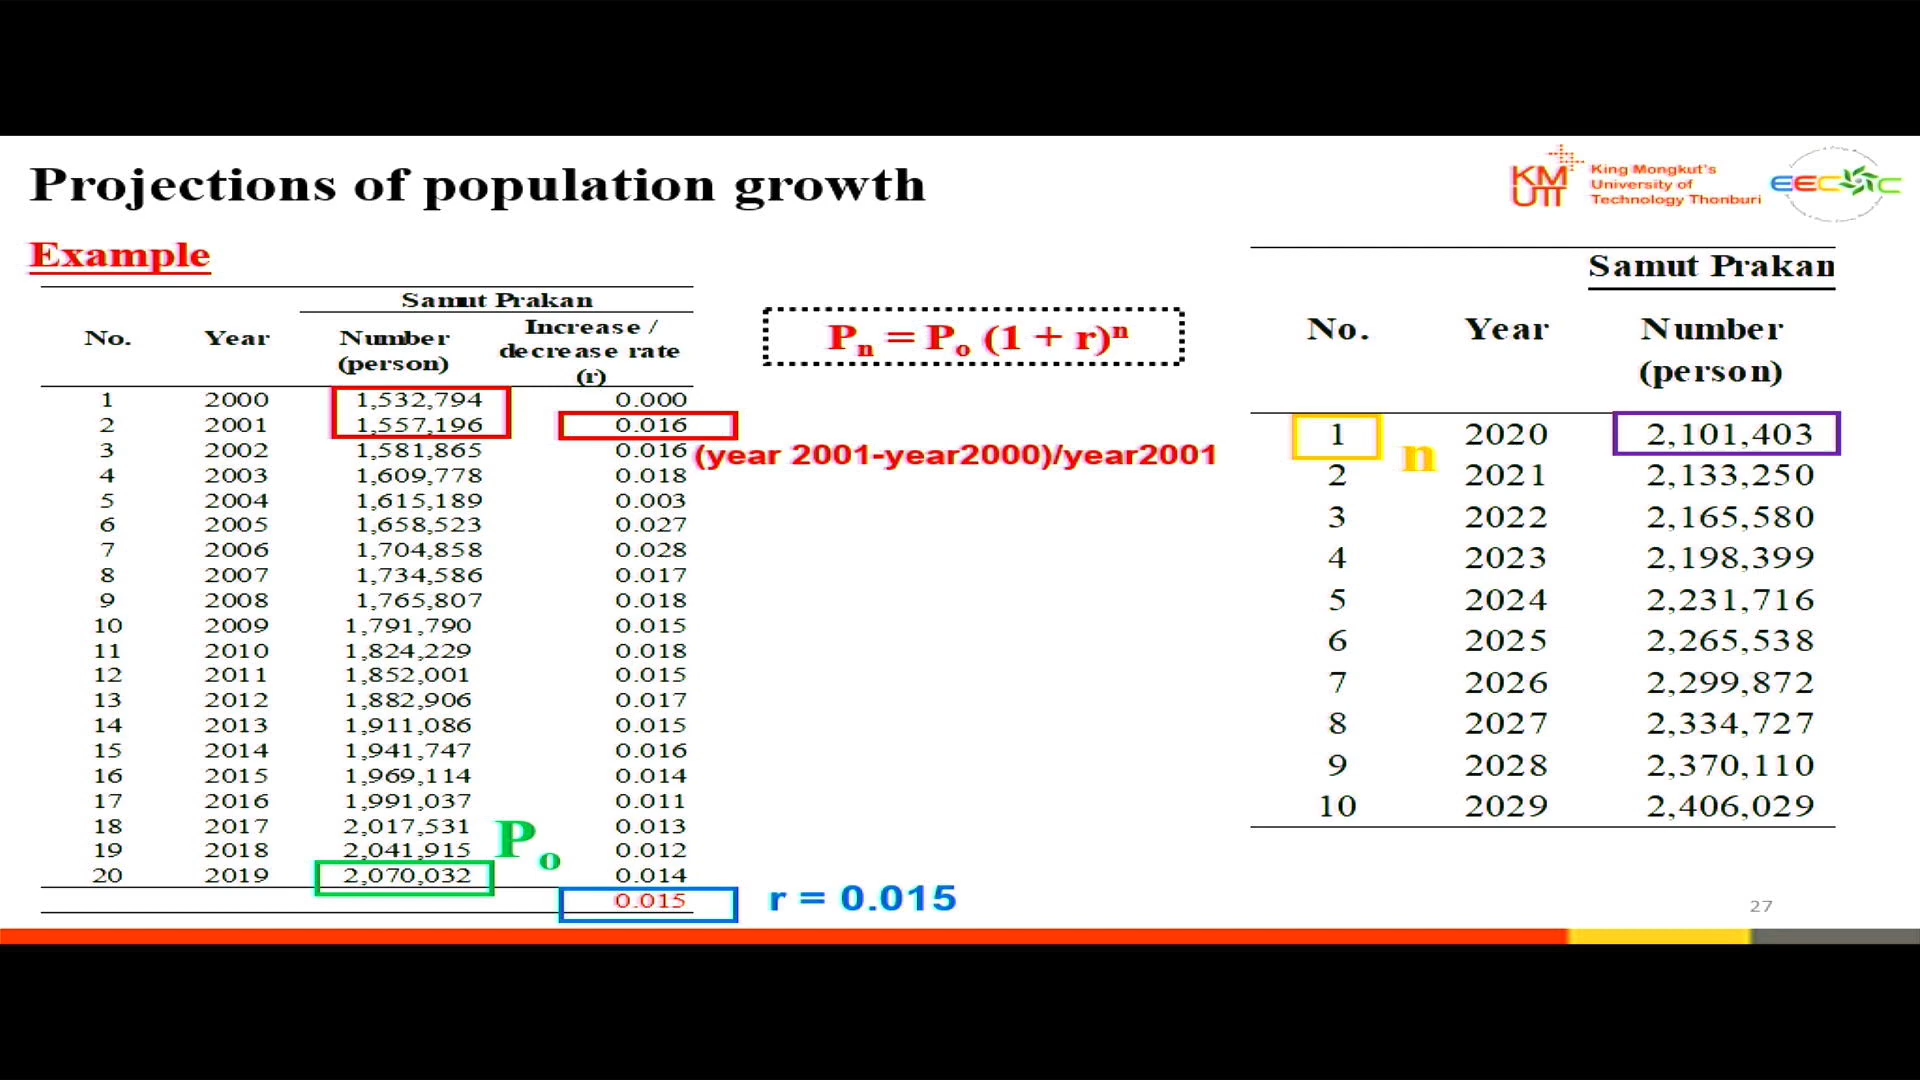 Projections of population growth
KM
UTT
King Mongkut's
University of
Technology Thonburi
Example
Samut Prakan
No. Year Number (person) Increase / decrease rate (r)
1 2000 1,532,794 0.000
2 2001 1,557,196 0.016
3 2002 1,581,865 0.016
4 2003 1,609,778 0.018
5 2004 1,615,189 0.003
6 2005 1,658,523 0.027
7 2006 1,704,858 0.028
8 2007 1,734,586 0.017
9 2008 1,765,807 0.018
10 2009 1,791,790 0.015
11 2010 1,824,229 0.018
12 2011 1,852,001 0.015
13 2012 1,882,906 0.017
14 2013 1,911,086 0.015
15 2014 1,941,747 0.016
16 2015 1,969,114 0.014
17 2016 1,991,037 0.011
18 2017 2,017,531 0.013
19 2018 2,041,915 0.012
20 2019 2,070,032 0.014
0.015
Po
r = 0.015
Pn = Po (1 + r)^n
(year 2001-year2000)/year2001
Samut Prakan
No. Year Number (person)
1 2020 2,101,403
n
2 2021 2,133,250
3 2022 2,165,580
4 2023 2,198,399
5 2024 2,231,716
6 2025 2,265,538
7 2026 2,299,872
8 2027 2,334,727
9 2028 2,370,110
10 2029 2,406,029
27